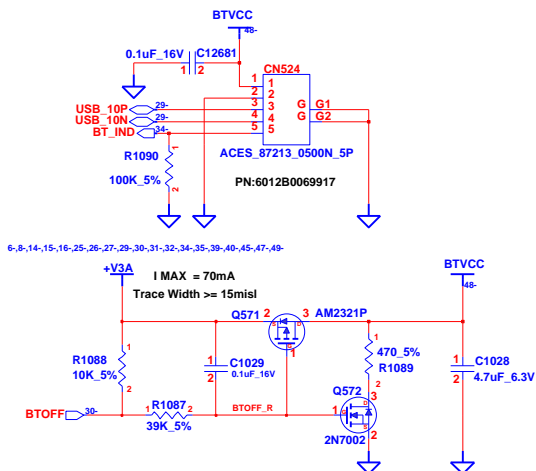 BTVCC
48-
0.1uF_16V C12681
1 2
CN524
1 1
2 2
USB_10P 29- 3 3 G G1
USB_10N 29- 4 4 G G2
BT_IND 34- 5 5
ACES_87213_0500N_5P
R1090 1
100K_5% 2
PN:6012B0069917
6-,8-,14-,15-,16-,25-,26-,27-,29-,30-,31-,32-,34-,35-,39-,40-,45-,47-,49-
+V3A
I MAX = 70mA
Trace Width >= 15misl
BTVCC
48-
Q571 2 S D 3 AM2321P
G 1
R1088 1
10K_5% 2
1 C1029
2 0.1uF_16V
1 470_5%
2 R1089
1 C1028
2 4.7uF_6.3V
BTOFF 30- 1 R1087 2
39K_5%
BTOFF_R
Q572 3
1 G D S
2N7002 2